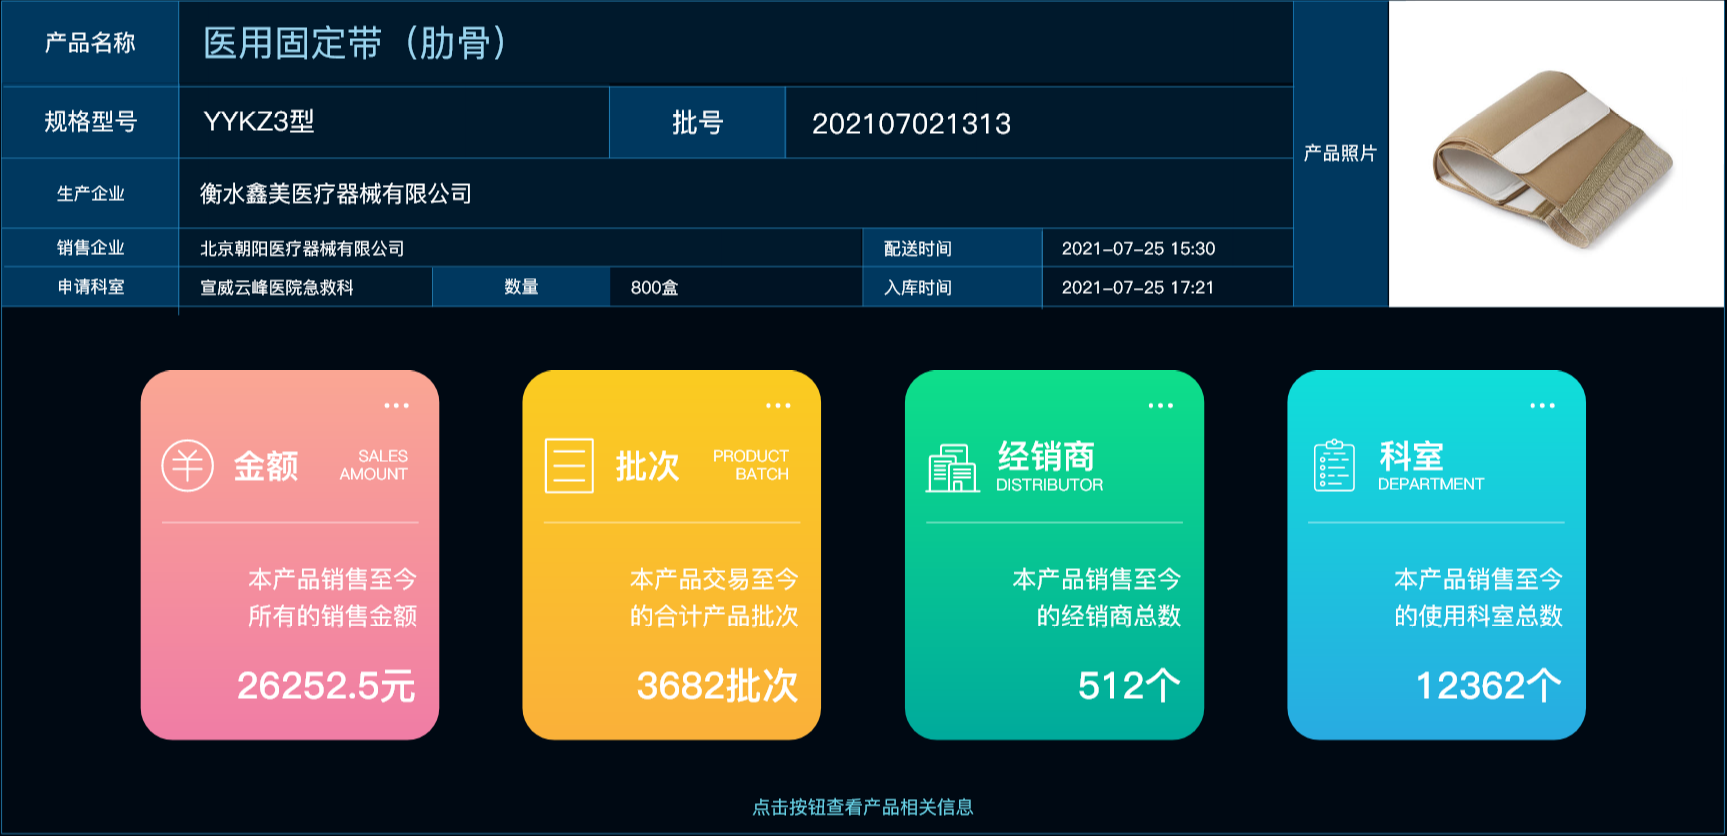 产品名称
医用固定带（肋骨）
规格型号
YYKZ3型
批号
202107021313
产品照片
生产企业
衡水鑫美医疗器械有限公司
销售企业
北京朝阳医疗器械有限公司
配送时间
2021-07-25 15:30
申请科室
宣威云峰医院急救科
数量
800盒
入库时间
2021-07-25 17:21
金额
SALES
AMOUNT
本产品销售至今
所有的销售金额
26252.5元
批次
PRODUCT
BATCH
本产品交易至今
的合计产品批次
3682批次
经销商
DISTRIBUTOR
本产品销售至今
的经销商总数
512个
科室
DEPARTMENT
本产品销售至今
的使用科室总数
12362个
点击按钮查看产品相关信息